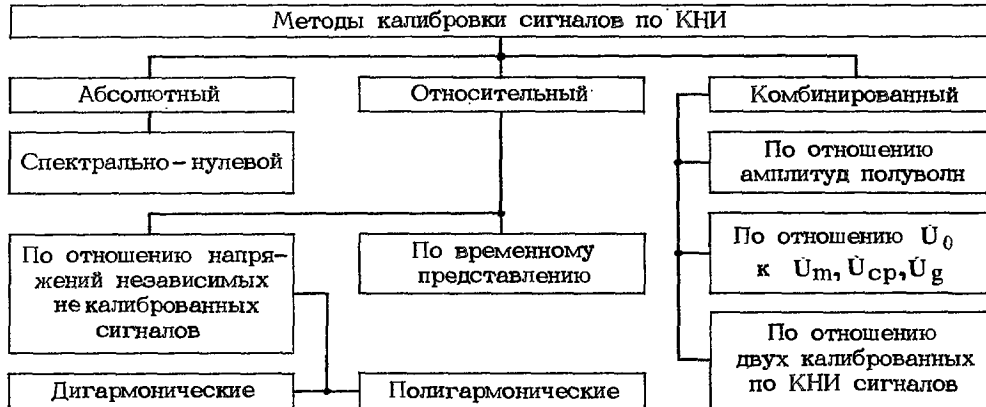 Методы калибровки сигналов по КНИ
Абсолютный
Относительный
Комбинированный
Спектрально-нулевой
По отношению
амплитуд полуволн
По отношению напря-
жений независимых
не калиброванных
сигналов
По временному
представлению
По отношению U̇₀
к U̇m, U̇ср, U̇g
По отношению
двух калиброванных
по КНИ сигналов
Дигармонические
Полигармонические